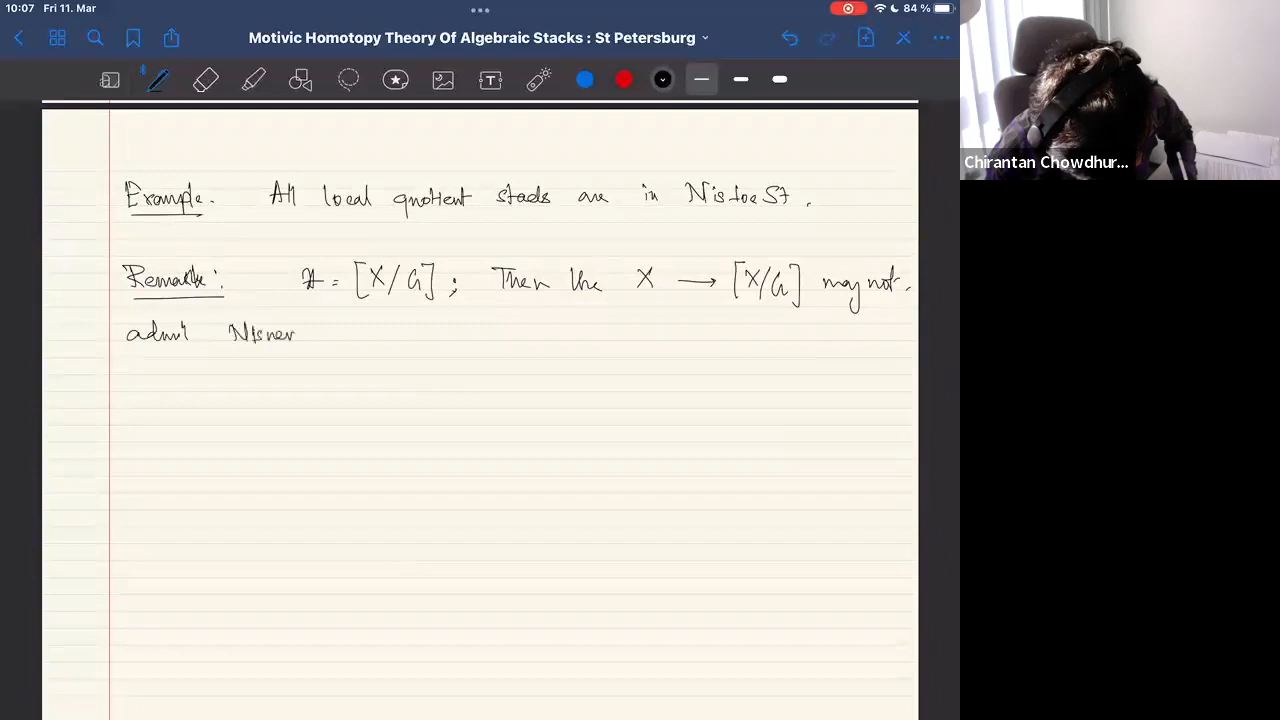 10:07 Fri 11. Mar
84 %
Motivic Homotopy Theory Of Algebraic Stacks : St Petersburg
Chirantan Chowdhur...
Example. All local quotient stacks are in NislocSt.
Remark: X = [X/G] ; Then the X → [X/G] may not.
admit Nisnev